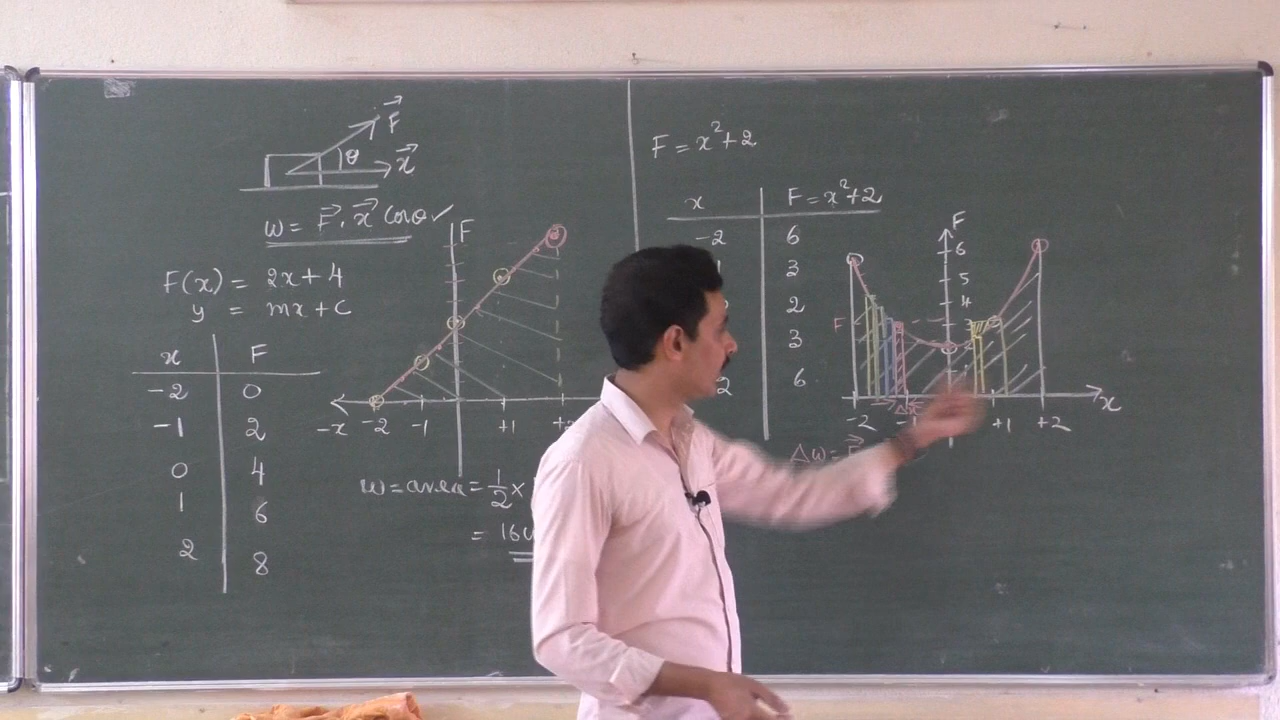 F⃗
θ
x⃗
W = F⃗ . x⃗ Cosθ ✓
F(x) = 2x + 4
y = mx + c
x F
-2 0
-1 2
0 4
1 6
2 8
F
-x -2 -1 +1
W = area = 1/2 x
= 16
F = x² + 2
x F = x² + 2
-2 6
3
2
3
2 6
F
6
5
4
F
-2 -1 +1 +2 x
Δx
ΔW = F⃗